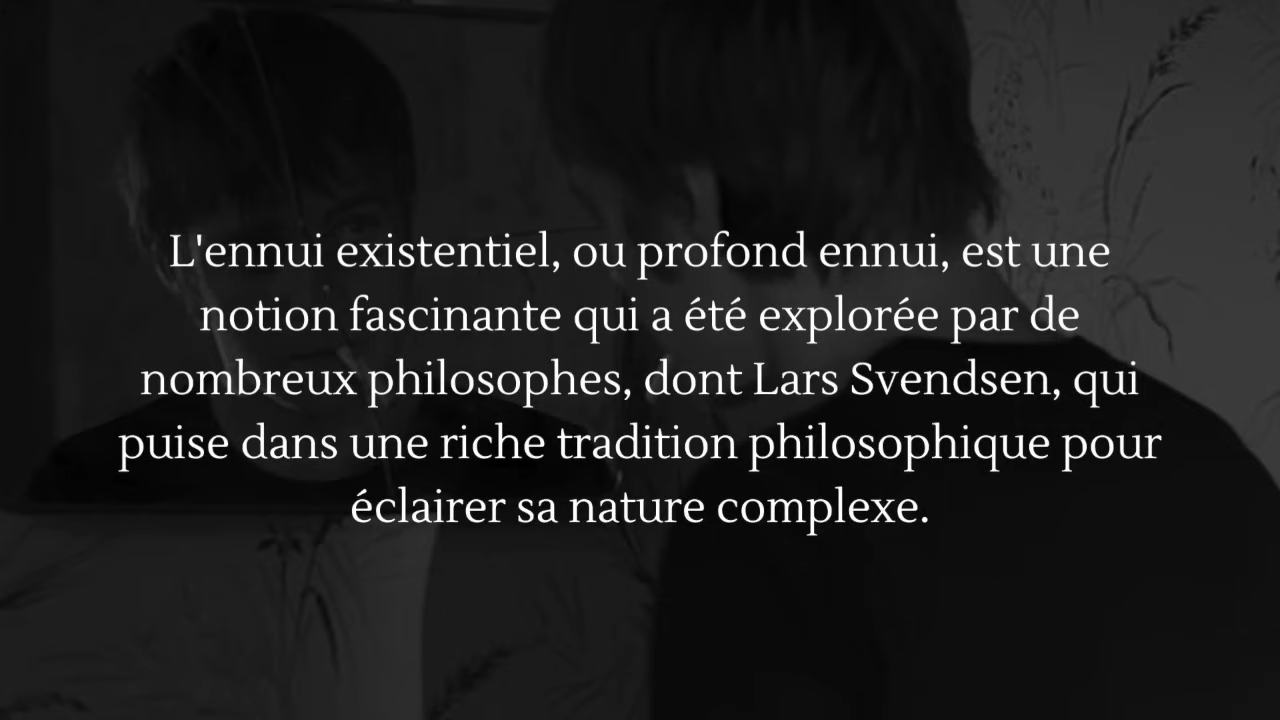 L'ennui existentiel, ou profond ennui, est une
notion fascinante qui a été explorée par de
nombreux philosophes, dont Lars Svendsen, qui
puise dans une riche tradition philosophique pour
éclairer sa nature complexe.